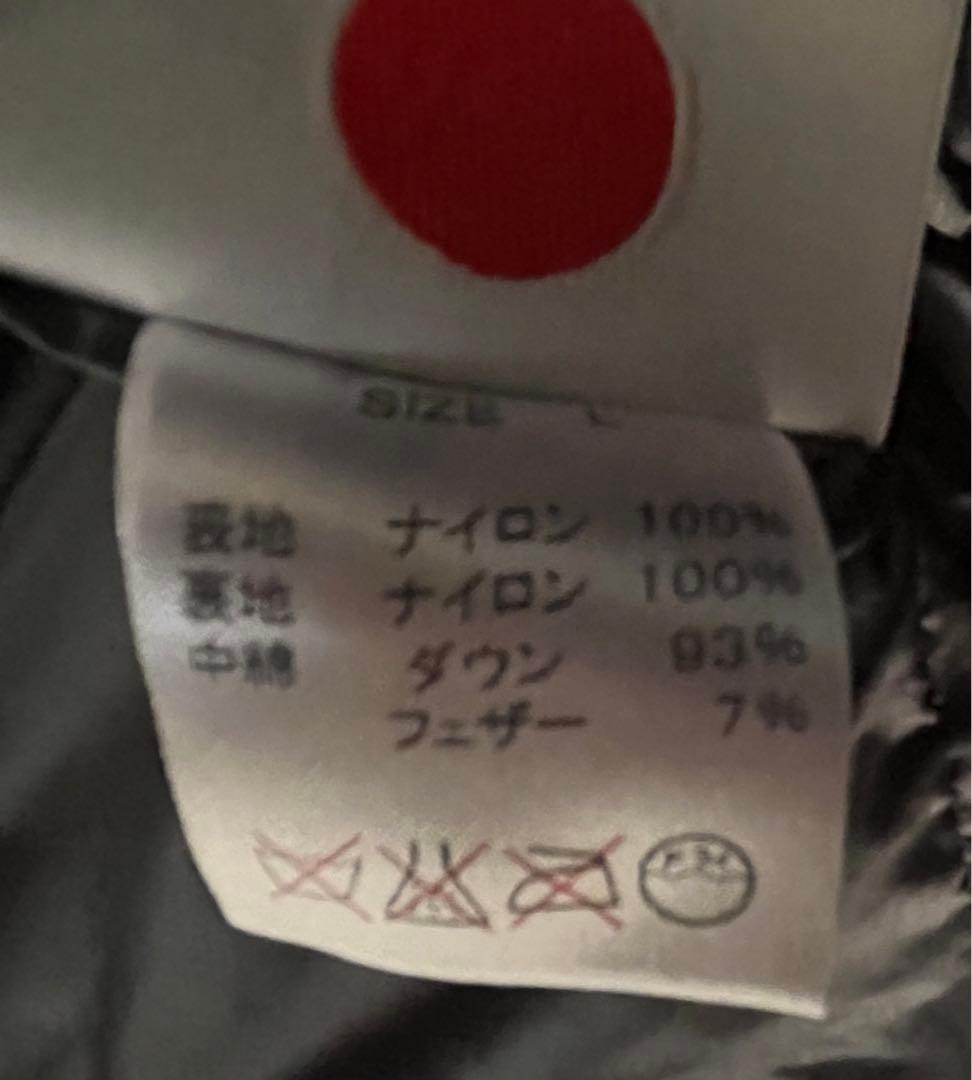 SIZE L
表地 ナイロン 100%
裏地 ナイロン 100%
中綿 ダウン 93%
フェザー 7%